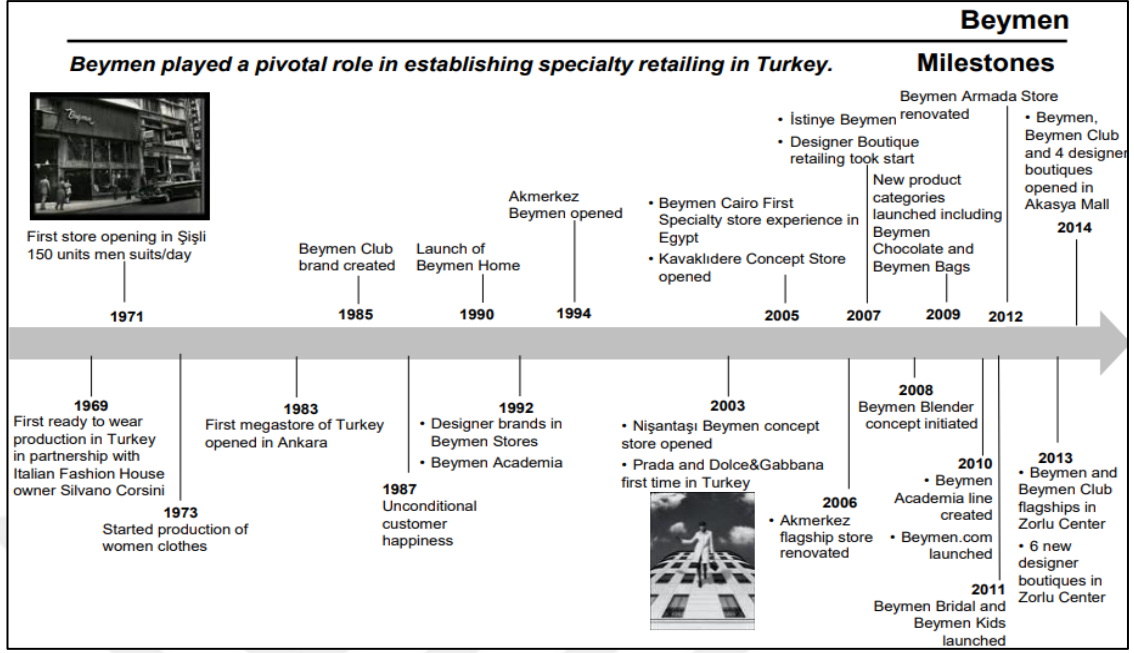 Beymen
Beymen played a pivotal role in establishing specialty retailing in Turkey.
Milestones
Beymen
First store opening in Şişli
150 units men suits/day
1971
Beymen Club
brand created
1985
Launch of
Beymen Home
1990
Akmerkez
Beymen opened
1994
• Beymen Cairo First
Specialty store experience in
Egypt
• Kavaklıdere Concept Store
opened
2005
• İstinye Beymen
• Designer Boutique
retailing took start
2007
New product
categories
launched including
Beymen
Chocolate and
Beymen Bags
2009
Beymen Armada Store
renovated
2012
• Beymen,
Beymen Club
and 4 designer
boutiques
opened in
Akasya Mall
2014
1969
First ready to wear
production in Turkey
in partnership with
Italian Fashion House
owner Silvano Corsini
1973
Started production of
women clothes
1983
First megastore of Turkey
opened in Ankara
1987
Unconditional
customer
happiness
1992
• Designer brands in
Beymen Stores
• Beymen Academia
2003
• Nişantaşı Beymen concept
store opened
• Prada and Dolce&Gabbana
first time in Turkey
2006
• Akmerkez
flagship store
renovated
2008
Beymen Blender
concept initiated
2010
• Beymen
Academia line
created
• Beymen.com
launched
2011
Beymen Bridal and
Beymen Kids
launched
2013
• Beymen and
Beymen Club
flagships in
Zorlu Center
• 6 new
designer
boutiques in
Zorlu Center